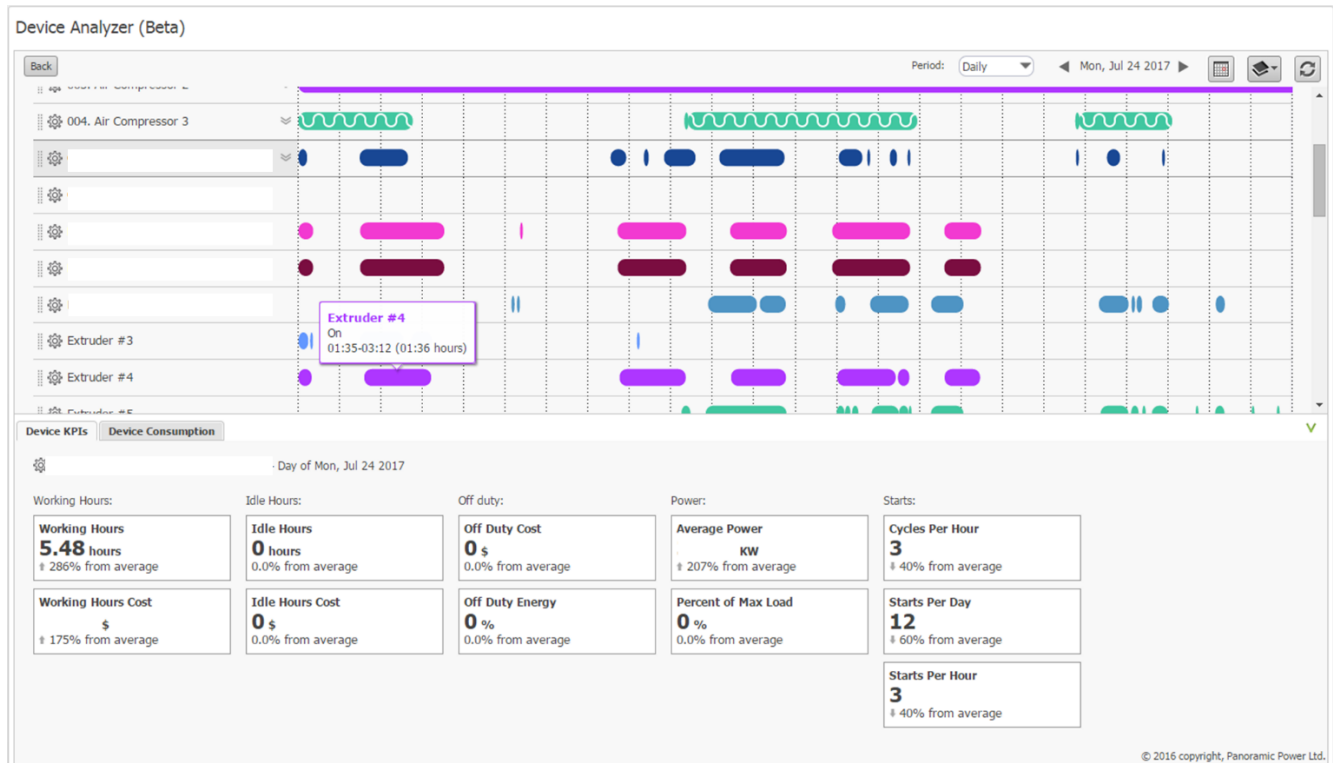 Device Analyzer (Beta)
Back
Period: Daily Mon, Jul 24 2017
004. Air Compressor 3
Extruder #4
On
01:35-03:12 (01:36 hours)
Extruder #3
Extruder #4
Extruder #5
Device KPIs Device Consumption
- Day of Mon, Jul 24 2017
Working Hours: Idle Hours: Off duty: Power: Starts:
Working Hours Idle Hours Off Duty Cost Average Power Cycles Per Hour
5.48 hours 0 hours 0 $ KW 3
286% from average 0.0% from average 0.0% from average 207% from average 40% from average
Working Hours Cost Idle Hours Cost Off Duty Energy Percent of Max Load Starts Per Day
$ 0 $ 0 % 0 % 12
175% from average 0.0% from average 0.0% from average 0.0% from average 60% from average
Starts Per Hour
3
40% from average
© 2016 copyright, Panoramic Power Ltd.